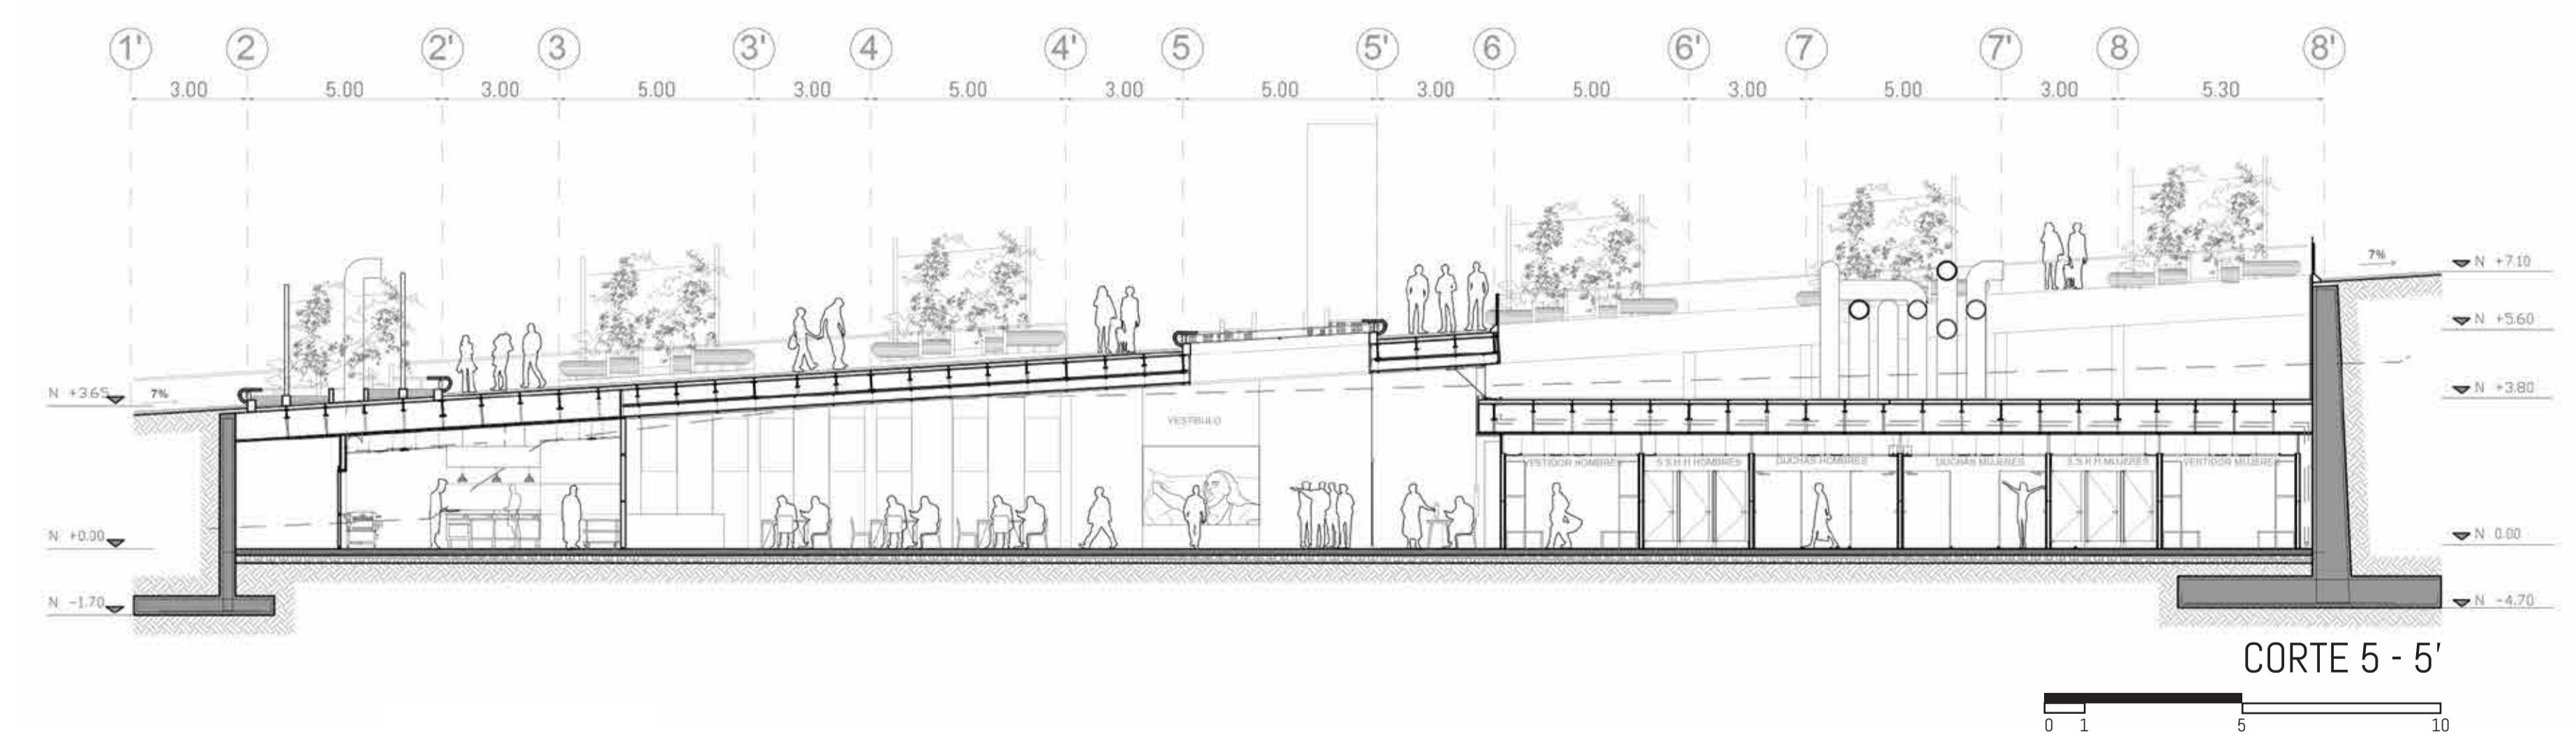 1' 2 2' 3 3' 4 4' 5 5' 6 6' 7 7' 8 8'
3.00 5.00 3.00 5.00 3.00 5.00 3.00 5.00 3.00 5.00 3.00 5.00 3.00 5.30
7%
N +7.10
N +5.60
N +3.65
7%
N +3.80
VESTIBULO
VESTIDOR HOMBRES
S.S.H.H HOMBRES
DUCHAS HOMBRES
DUCHAS MUJERES
S.S.H.H MUJERES
VERTIDOR MUJERES
N +0.00
N 0.00
N -1.70
N -4.70
CORTE 5 - 5'
0 1 5 10